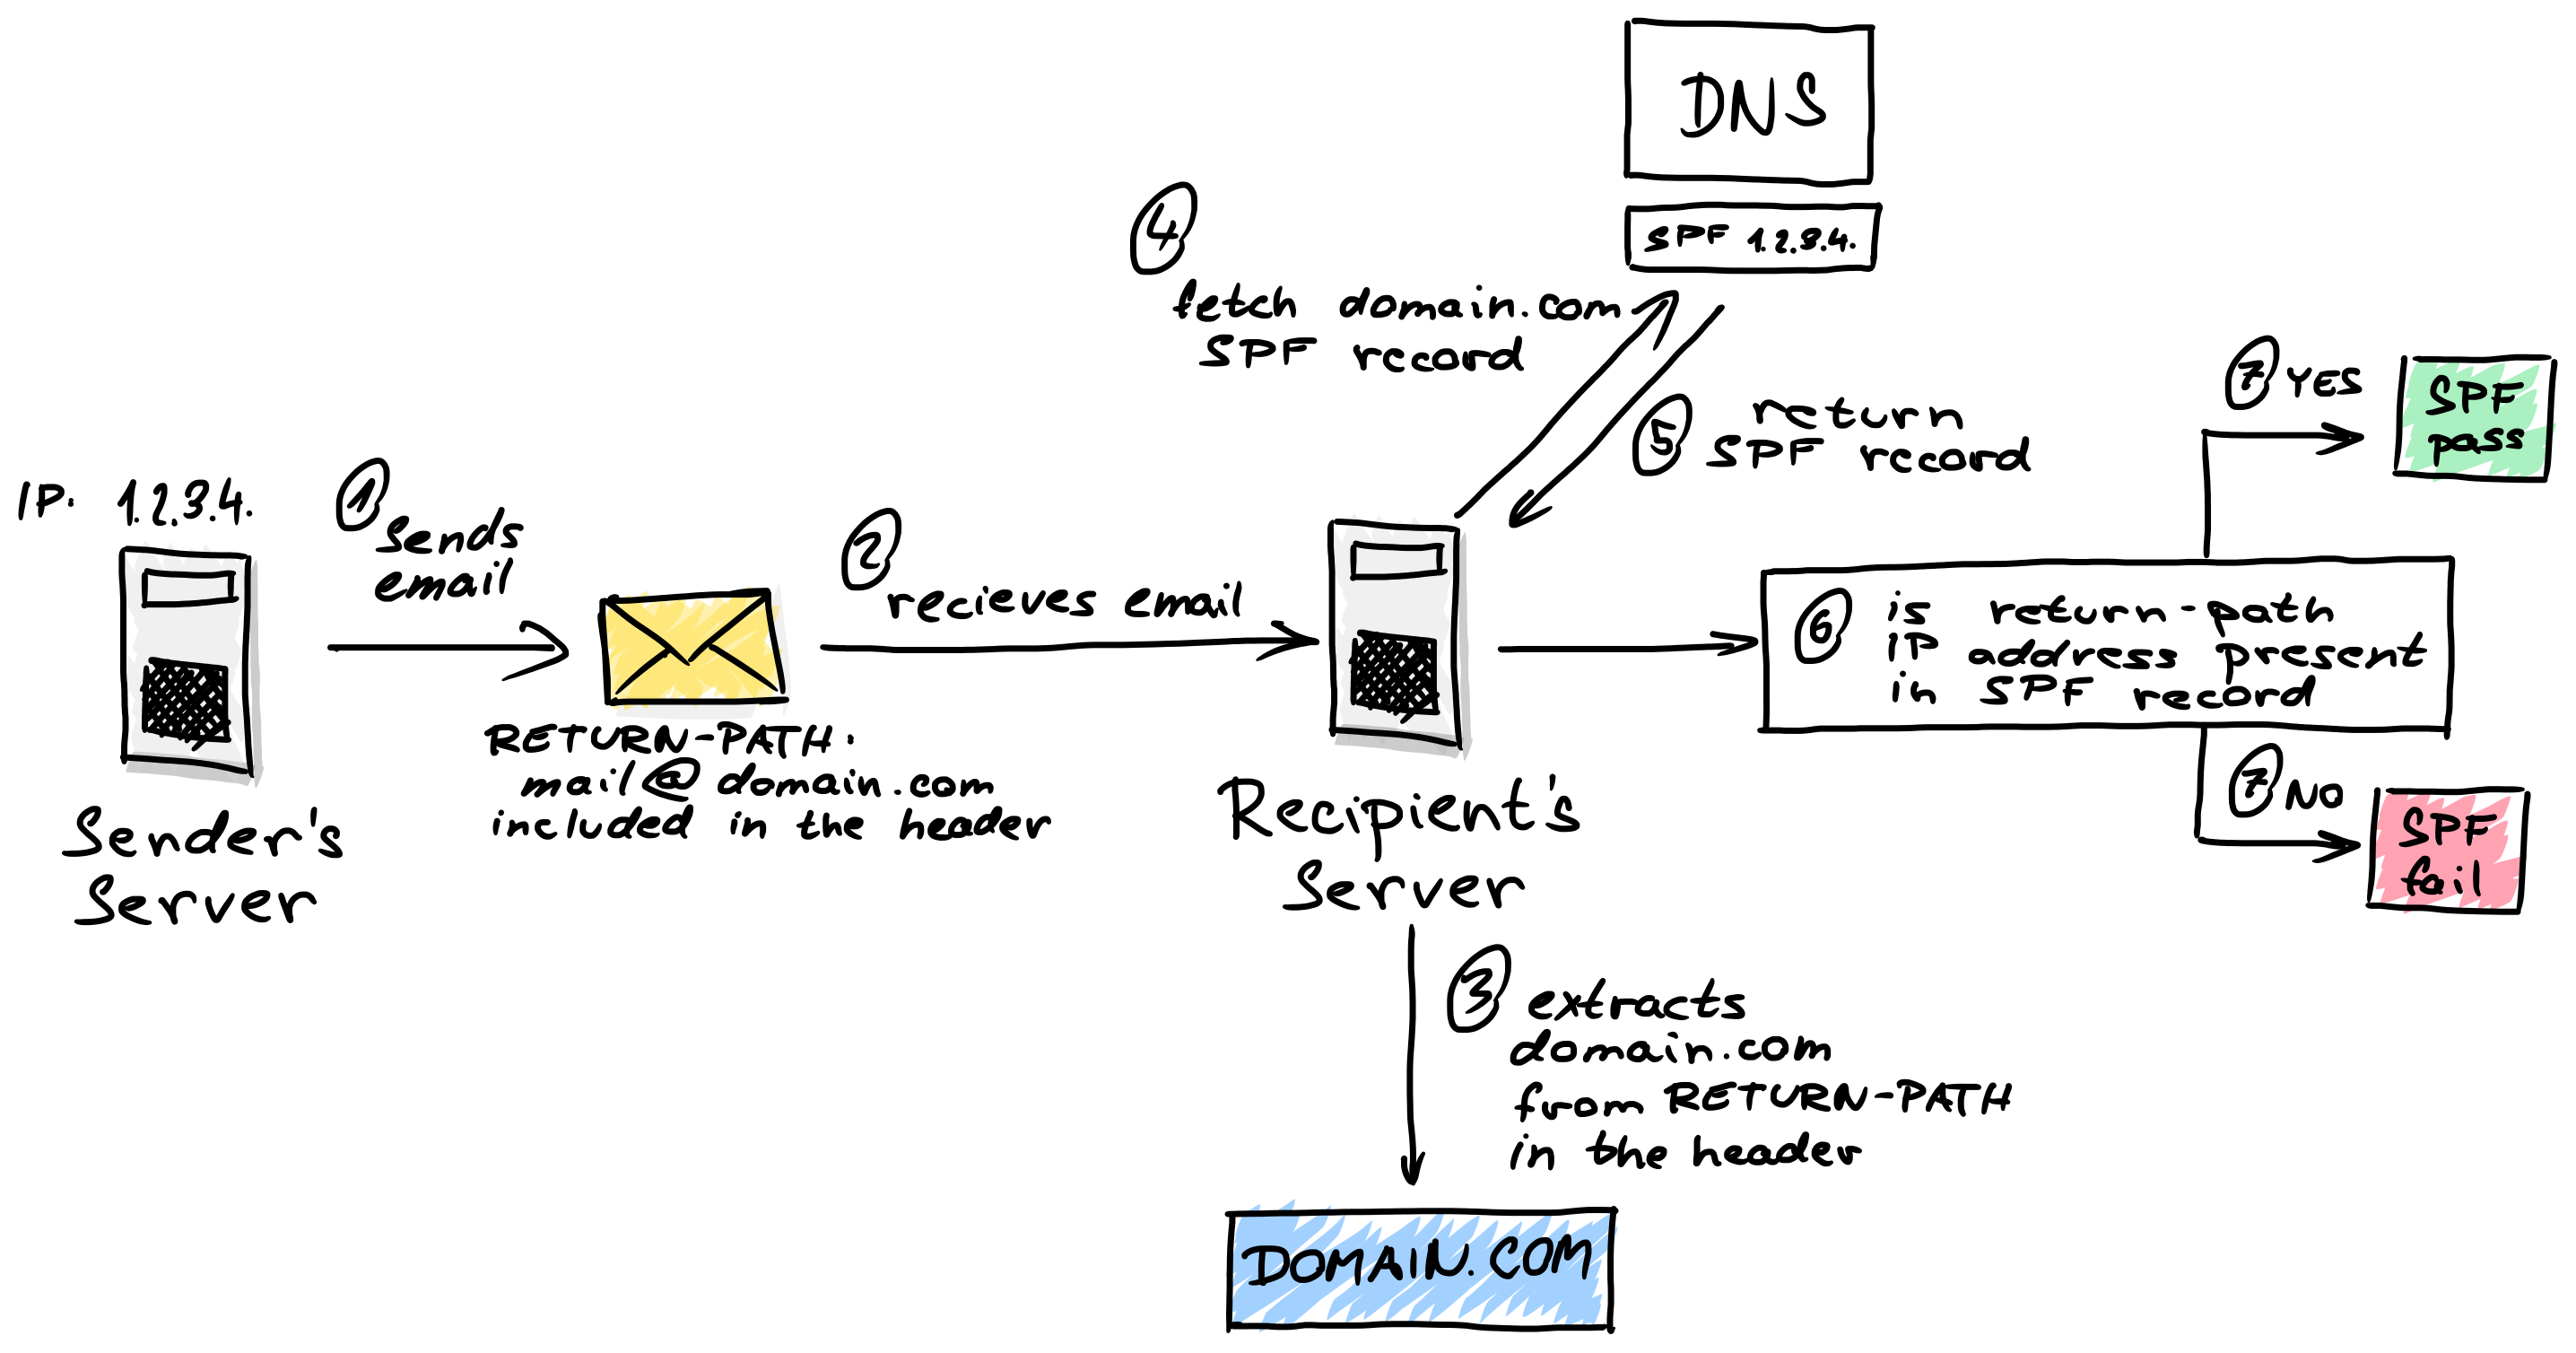 DNS
SPF 1.2.3.4.
4
fetch domain.com
SPF record
5 return
SPF record
7 YES
SPF
pass
IP. 1.2.3.4.
1
sends
email
2
recieves email
6 is return-path
IP address present
in SPF record
RETURN-PATH:
mail@domain.com
included in the header
Sender's
Server
Recipient's
Server
7 NO
SPF
fail
3 extracts
domain.com
from RETURN-PATH
in the header
DOMAIN.COM